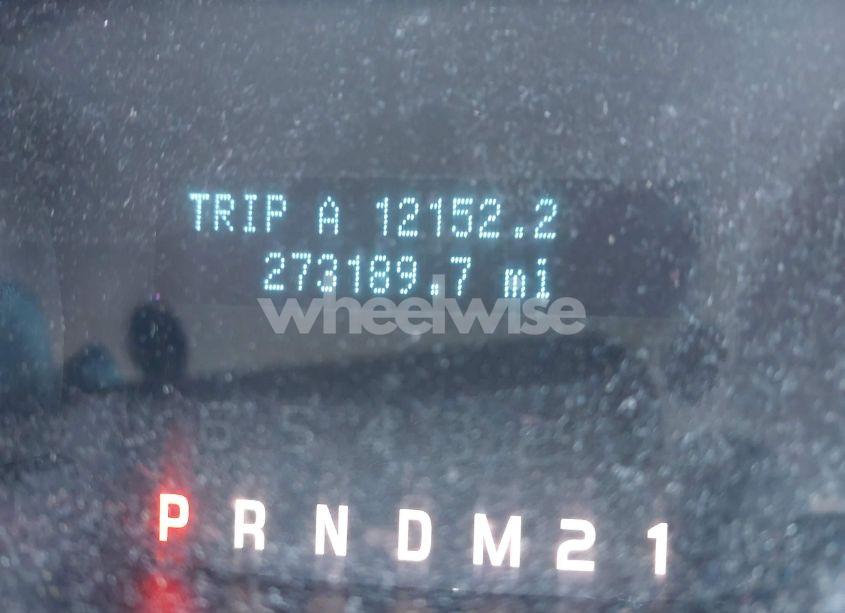 TRIP A 12152.2
273189.7 mi
wheelwise
P R N D M 2 1